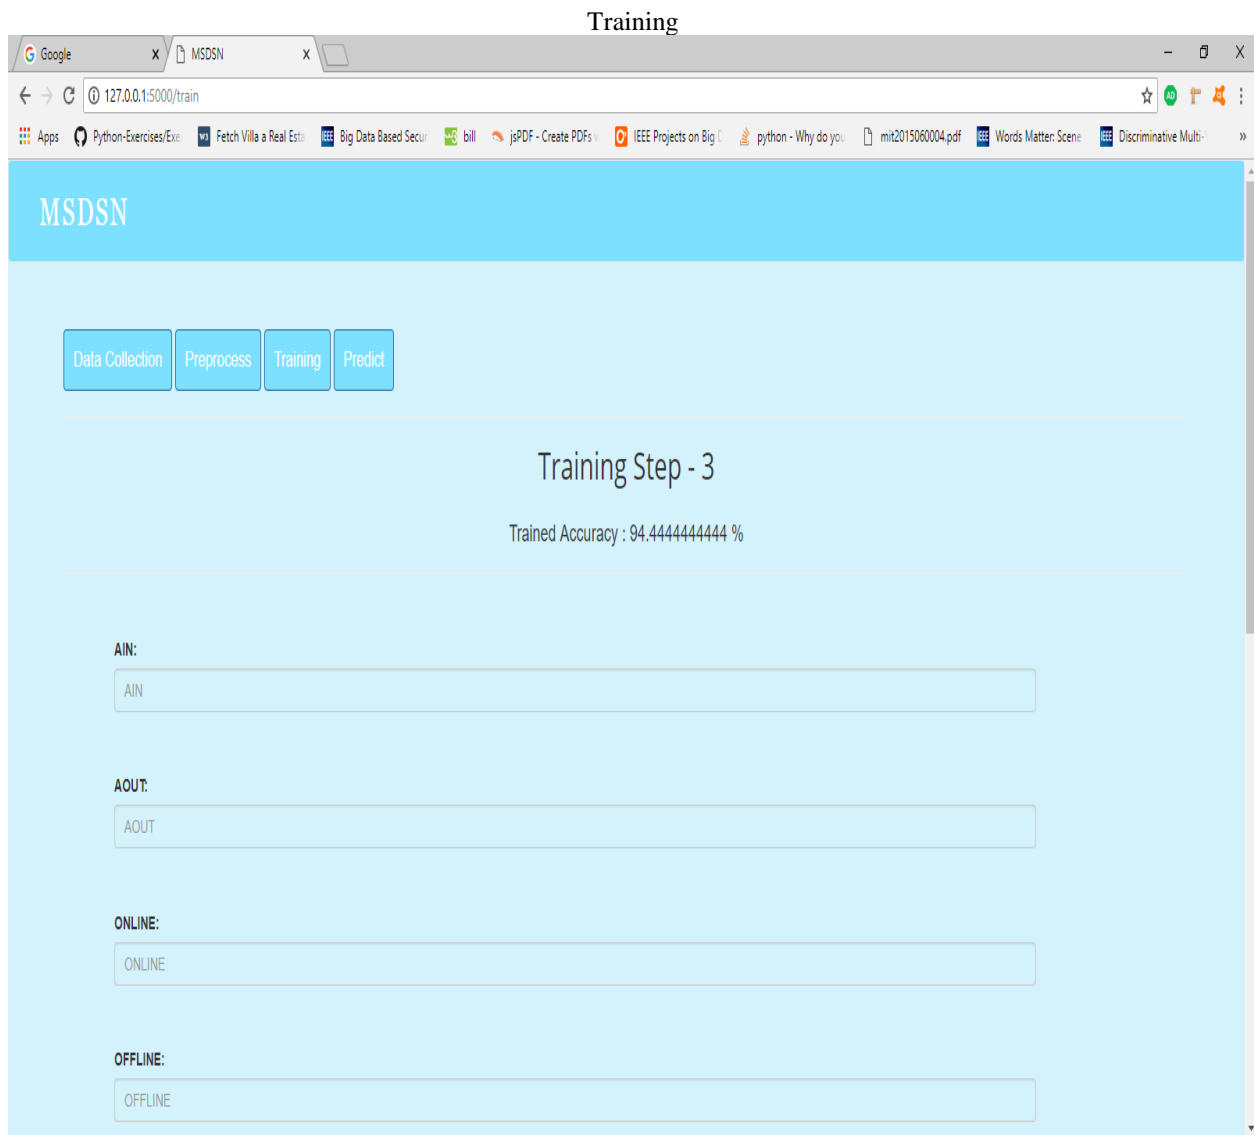 Training
Google MSDSN
127.0.0.1:5000/train
Apps Python-Exercises/Exe Fetch Villa a Real Esta Big Data Based Secur bill jsPDF - Create PDFs IEEE Projects on Big python - Why do you mit2015060004.pdf Words Matter: Scene Discriminative Multi-
MSDSN
Data Collection Preprocess Training Predict
Training Step - 3
Trained Accuracy : 94.4444444444 %
AIN:
AIN
AOUT:
AOUT
ONLINE:
ONLINE
OFFLINE:
OFFLINE